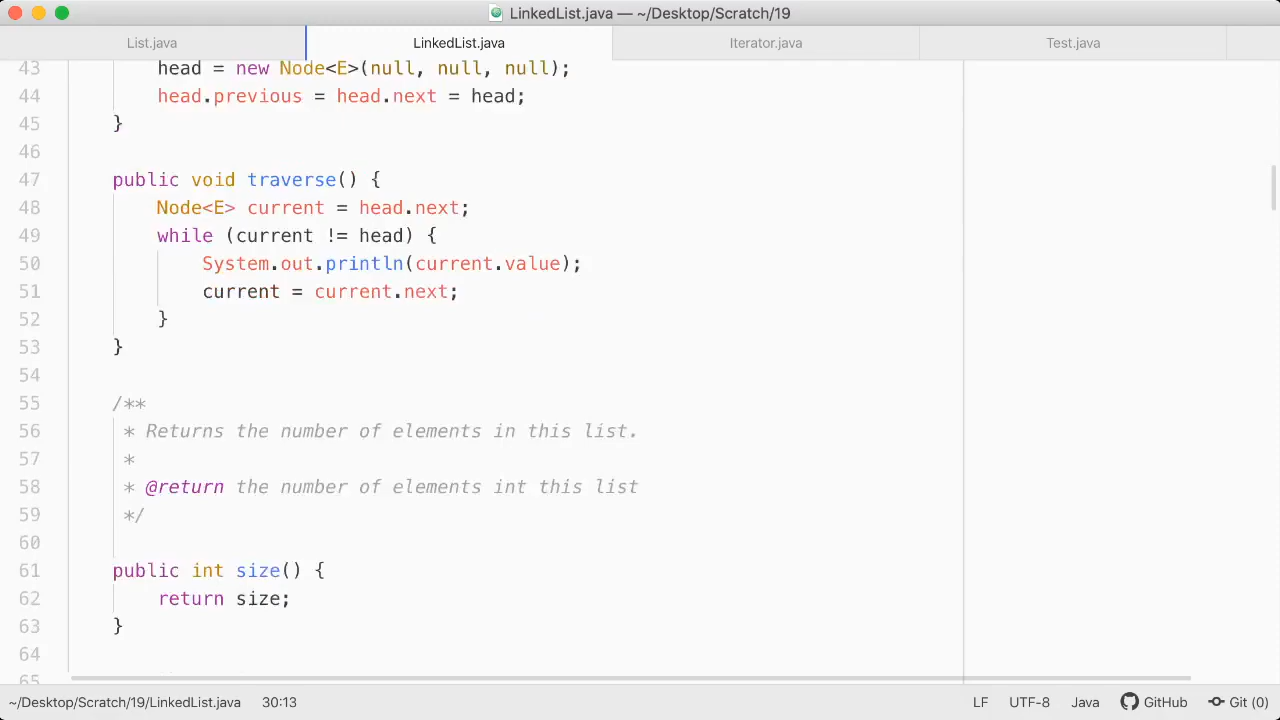 LinkedList.java — ~/Desktop/Scratch/19
List.java LinkedList.java Iterator.java Test.java
43 head = new Node<E>(null, null, null);
44 head.previous = head.next = head;
45 }
46
47 public void traverse() {
48 Node<E> current = head.next;
49 while (current != head) {
50 System.out.println(current.value);
51 current = current.next;
52 }
53 }
54
55 /**
56 * Returns the number of elements in this list.
57 *
58 * @return the number of elements int this list
59 */
60
61 public int size() {
62 return size;
63 }
64
65
~/Desktop/Scratch/19/LinkedList.java 30:13 LF UTF-8 Java GitHub Git (0)